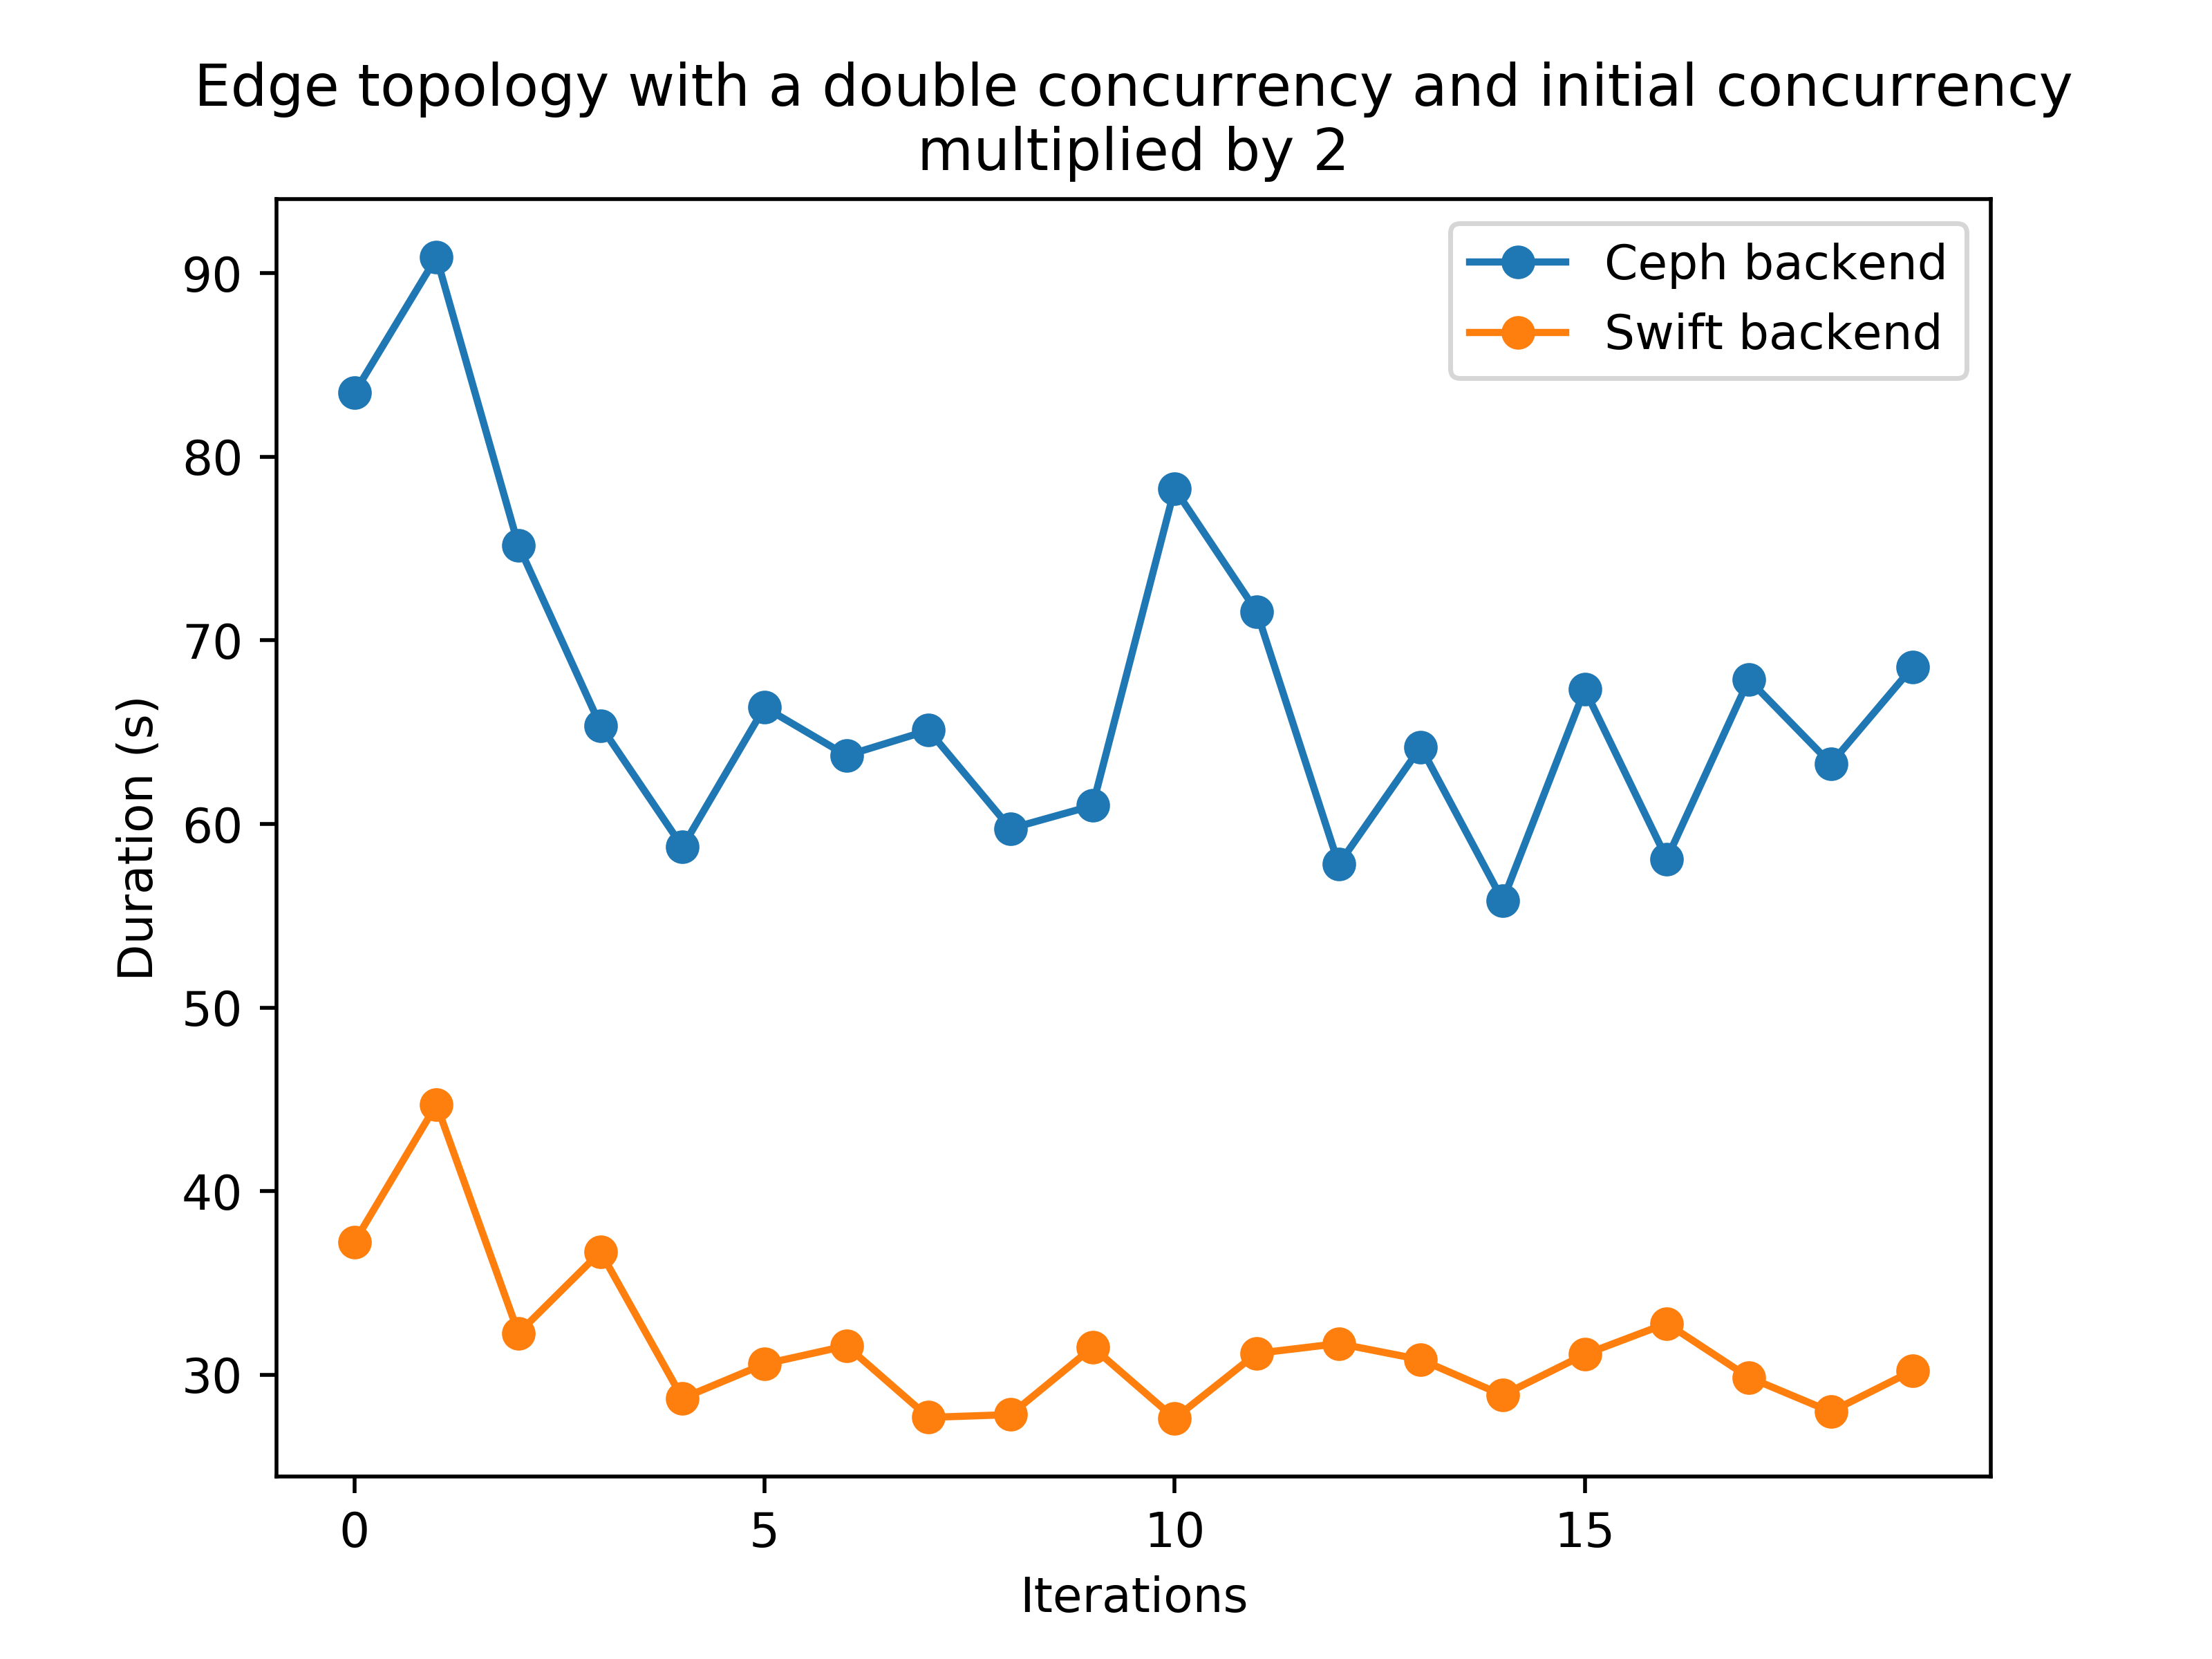 Edge topology with a double concurrency and initial concurrency
multiplied by 2
Ceph backend
Swift backend
90
80
70
60
50
40
30
Duration (s)
0 5 10 15
Iterations